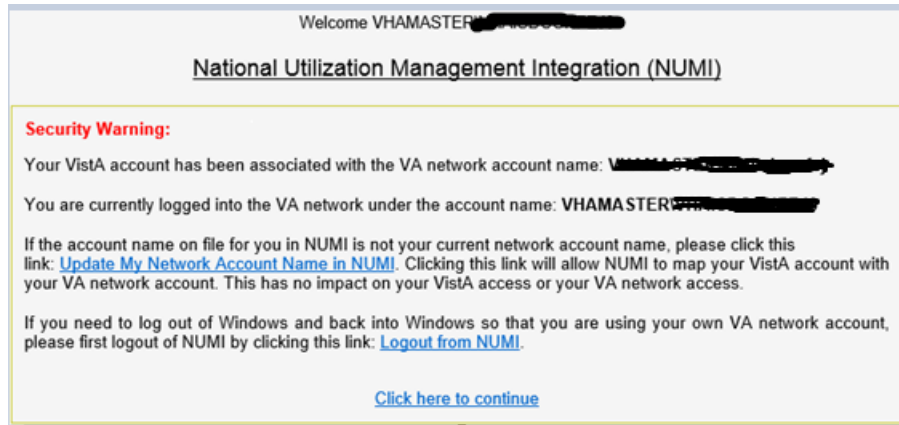 Welcome VHAMASTER
National Utilization Management Integration (NUMI)
Security Warning:
Your VistA account has been associated with the VA network account name:
You are currently logged into the VA network under the account name: VHAMASTER
If the account name on file for you in NUMI is not your current network account name, please click this
link: Update My Network Account Name in NUMI. Clicking this link will allow NUMI to map your VistA account with
your VA network account. This has no impact on your VistA access or your VA network access.
If you need to log out of Windows and back into Windows so that you are using your own VA network account,
please first logout of NUMI by clicking this link: Logout from NUMI.
Click here to continue